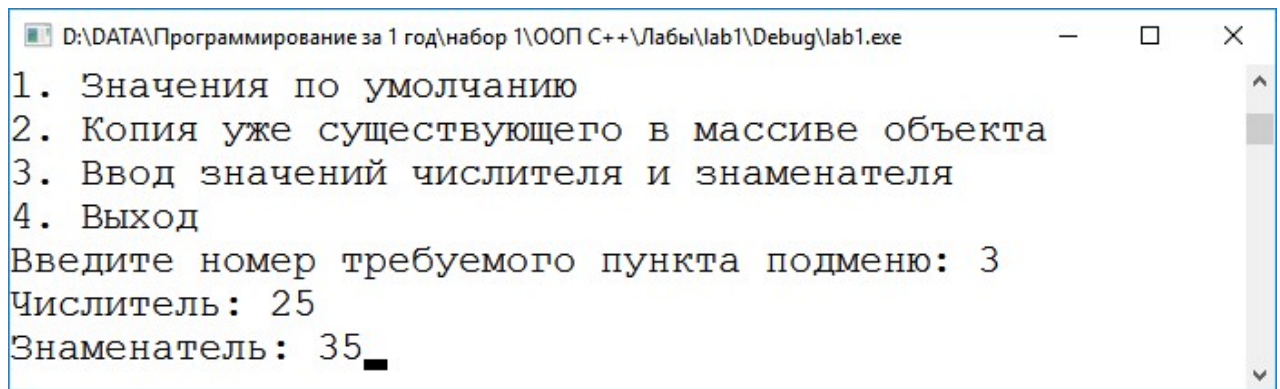 D:\DATA\Программирование за 1 год\набор 1\ООП C++\Лабы\lab1\Debug\lab1.exe
1. Значения по умолчанию
2. Копия уже существующего в массиве объекта
3. Ввод значений числителя и знаменателя
4. Выход
Введите номер требуемого пункта подменю: 3
Числитель: 25
Знаменатель: 35